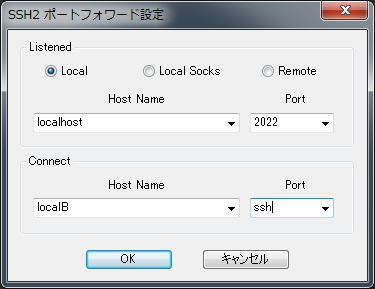 SSH2 ポートフォワード設定
Listened
Local
Local Socks
Remote
Host Name Port
localhost 2022
Connect
Host Name Port
localB ssh
OK キャンセル